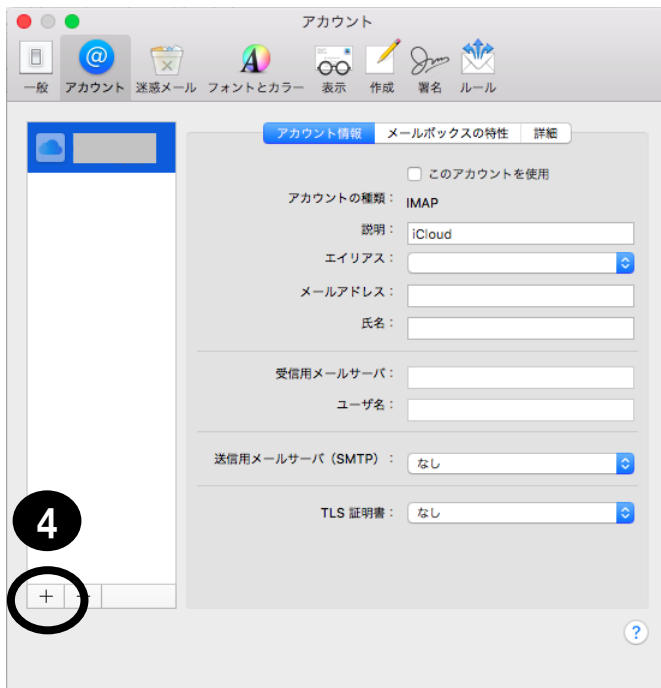 アカウント
一般 アカウント 迷惑メール フォントとカラー 表示 作成 署名 ルール
アカウント情報 メールボックスの特性 詳細
このアカウントを使用
アカウントの種類： IMAP
説明： iCloud
エイリアス：
メールアドレス：
氏名：
受信用メールサーバ：
ユーザ名：
送信用メールサーバ（SMTP）： なし
TLS 証明書： なし
4
+ −
?